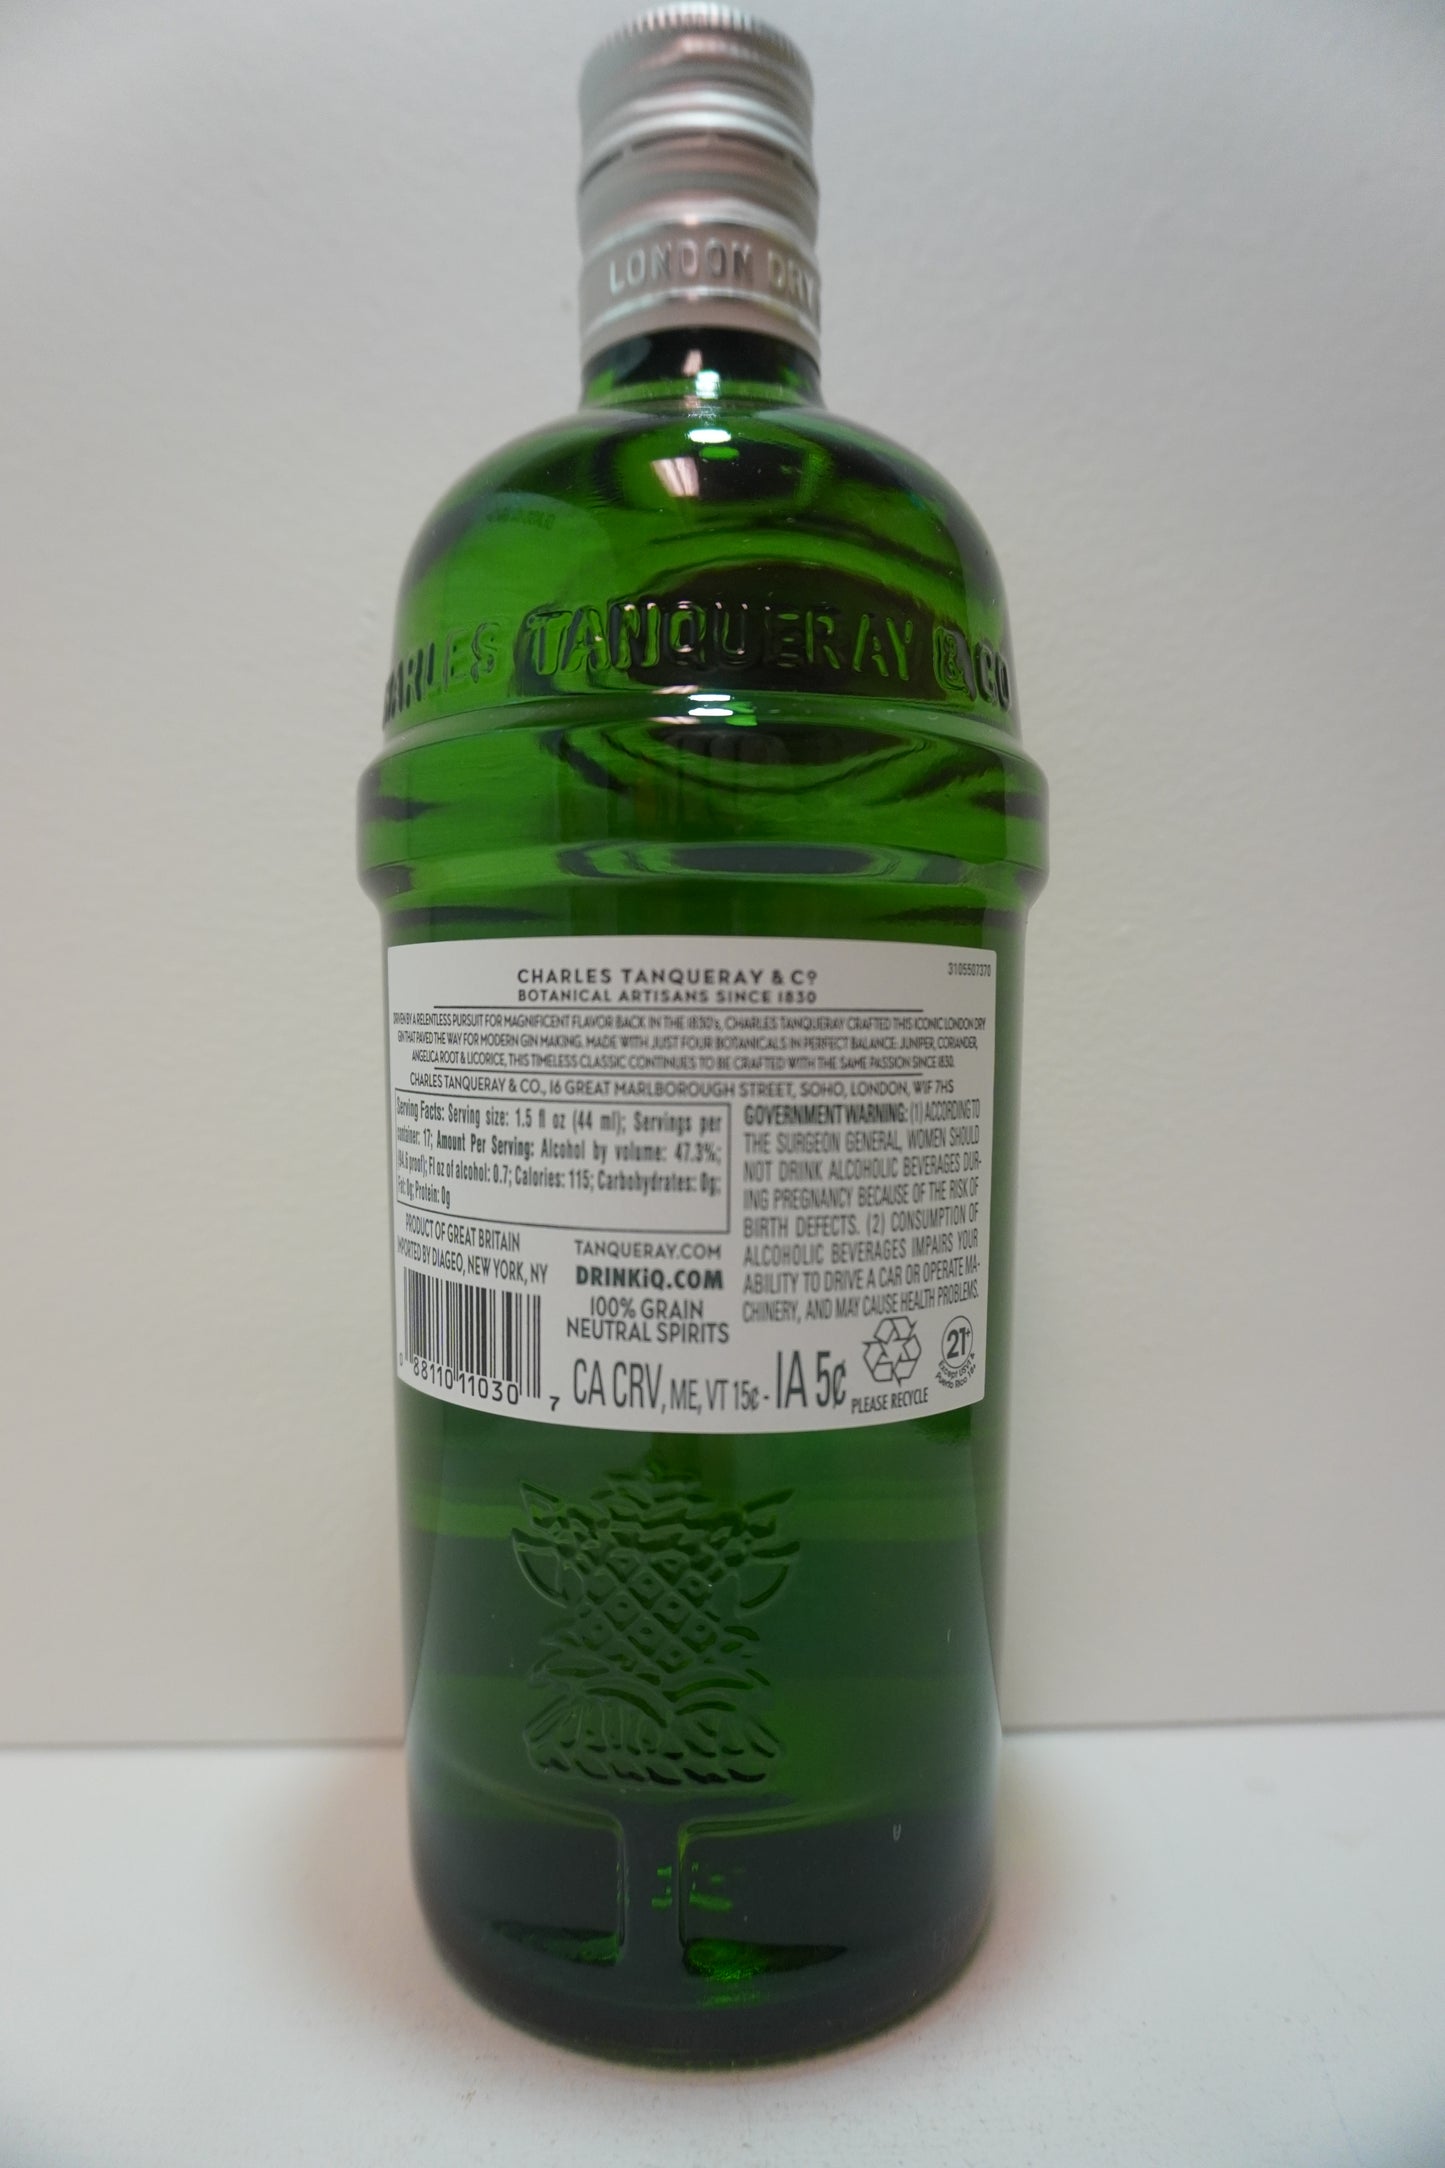 LONDON DRY
CHARLES TANQUERAY & CO
CHARLES TANQUERAY & Cº
3105507370
BOTANICAL ARTISANS SINCE 1830
DRIVEN BY A RELENTLESS PURSUIT FOR MAGNIFICENT FLAVOR BACK IN THE 1830's, CHARLES TANQUERAY CRAFTED THIS ICONIC LONDON DRY
GIN THAT PAVED THE WAY FOR MODERN GIN MAKING. MADE WITH JUST FOUR BOTANICALS IN PERFECT BALANCE: JUNIPER, CORIANDER,
ANGELICA ROOT & LICORICE, THIS TIMELESS CLASSIC CONTINUES TO BE CRAFTED WITH THE SAME PASSION SINCE 1830.
CHARLES TANQUERAY & CO., 16 GREAT MARLBOROUGH STREET, SOHO, LONDON, W1F 7HS
Serving Facts: Serving size: 1.5 fl oz (44 ml); Servings per
container: 17; Amount Per Serving: Alcohol by volume: 47.3%;
(94.6 proof); Fl oz of alcohol: 0.7; Calories: 115; Carbohydrates: 0g;
Fat: 0g; Protein: 0g
PRODUCT OF GREAT BRITAIN
IMPORTED BY DIAGEO, NEW YORK, NY
0 88110 11030 7
TANQUERAY.COM
DRINKiQ.COM
100% GRAIN
NEUTRAL SPIRITS
GOVERNMENT WARNING: (1) ACCORDING TO
THE SURGEON GENERAL, WOMEN SHOULD
NOT DRINK ALCOHOLIC BEVERAGES DUR-
ING PREGNANCY BECAUSE OF THE RISK OF
BIRTH DEFECTS. (2) CONSUMPTION OF
ALCOHOLIC BEVERAGES IMPAIRS YOUR
ABILITY TO DRIVE A CAR OR OPERATE MA-
CHINERY, AND MAY CAUSE HEALTH PROBLEMS.
CA CRV, ME, VT 15¢ - IA 5¢
PLEASE RECYCLE
21+
Except USVI &
Puerto Rico 18+